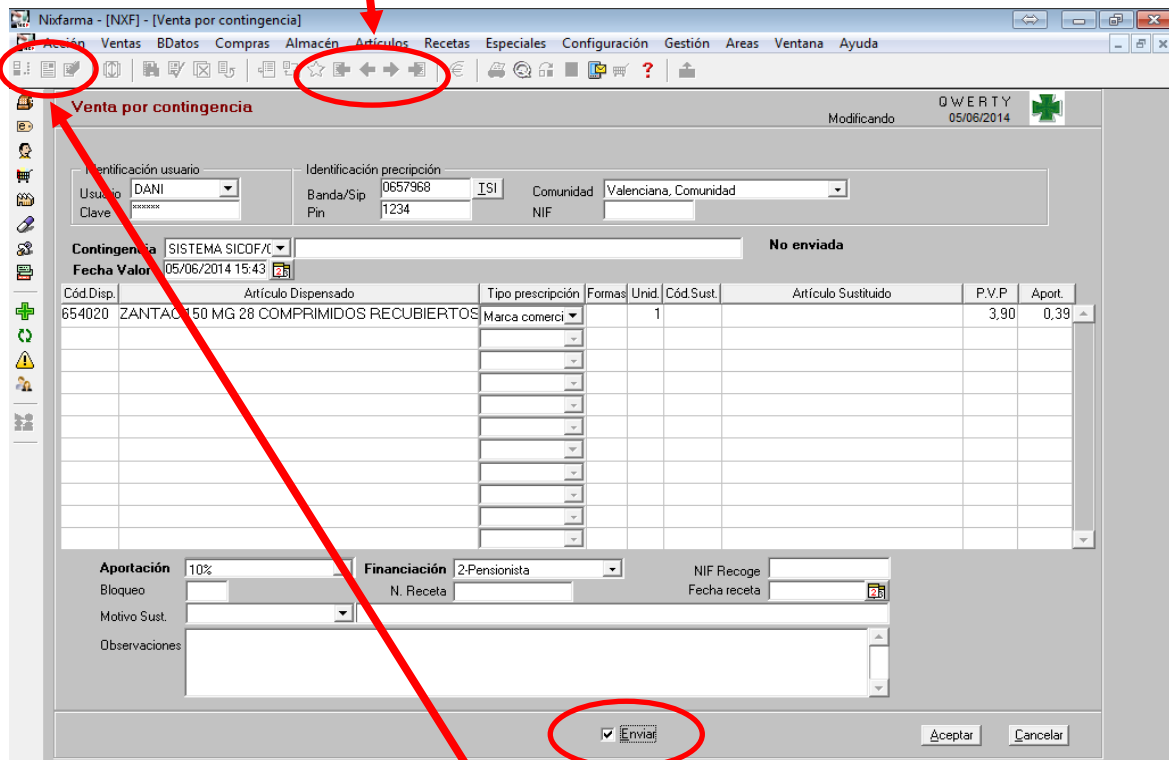 Nixfarma - [NXF] - [Venta por contingencia]
Acción Ventas BDatos Compras Almacén Artículos Recetas Especiales Configuración Gestión Areas Ventana Ayuda
Venta por contingencia
Modificando
QWERTY
05/06/2014
Identificación usuario
Usuario DANI
Clave ******
Identificación precripción
Banda/Sip 0657968 TSI Comunidad Valenciana, Comunidad
Pin 1234 NIF
Contingencia SISTEMA SICOF/( No enviada
Fecha Valor 05/06/2014 15:43
Cód.Disp. Artículo Dispensado Tipo prescripción Formas Unid. Cód.Sust. Artículo Sustituido P.V.P Aport.
654020 ZANTAC 150 MG 28 COMPRIMIDOS RECUBIERTOS Marca comerci 1 3,90 0,39
Aportación 10% Financiación 2-Pensionista NIF Recoge
Bloqueo N. Receta Fecha receta
Motivo Sust.
Observaciones
Enviar Aceptar Cancelar